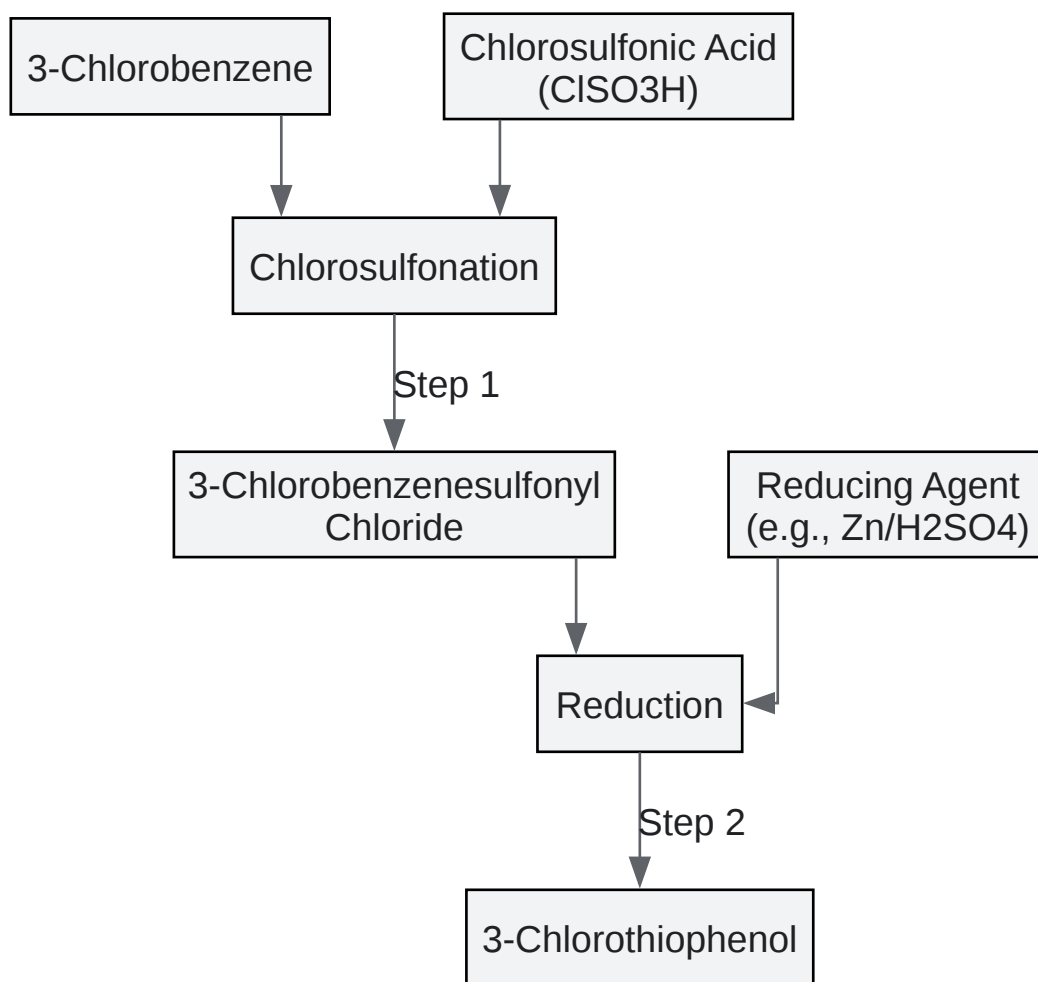 3-Chlorobenzene
Chlorosulfonic Acid
(ClSO3H)
Chlorosulfonation
Step 1
3-Chlorobenzenesulfonyl
Chloride
Reducing Agent
(e.g., Zn/H2SO4)
Reduction
Step 2
3-Chlorothiophenol